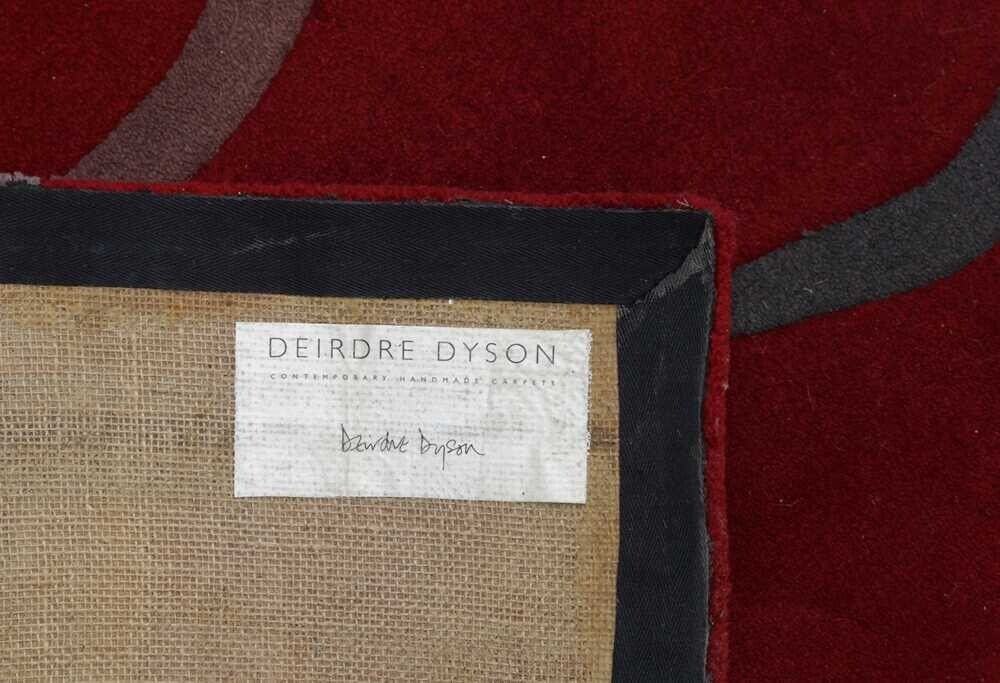 DEIRDRE DYSON
CONTEMPORARY HANDMADE CARPETS
Deirdre Dyson